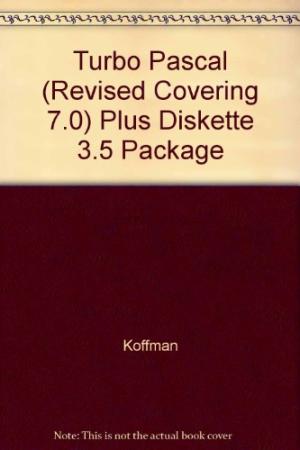 Turbo Pascal
(Revised Covering
7.0) Plus Diskette
3.5 Package
Koffman
Note: This is not the actual book cover